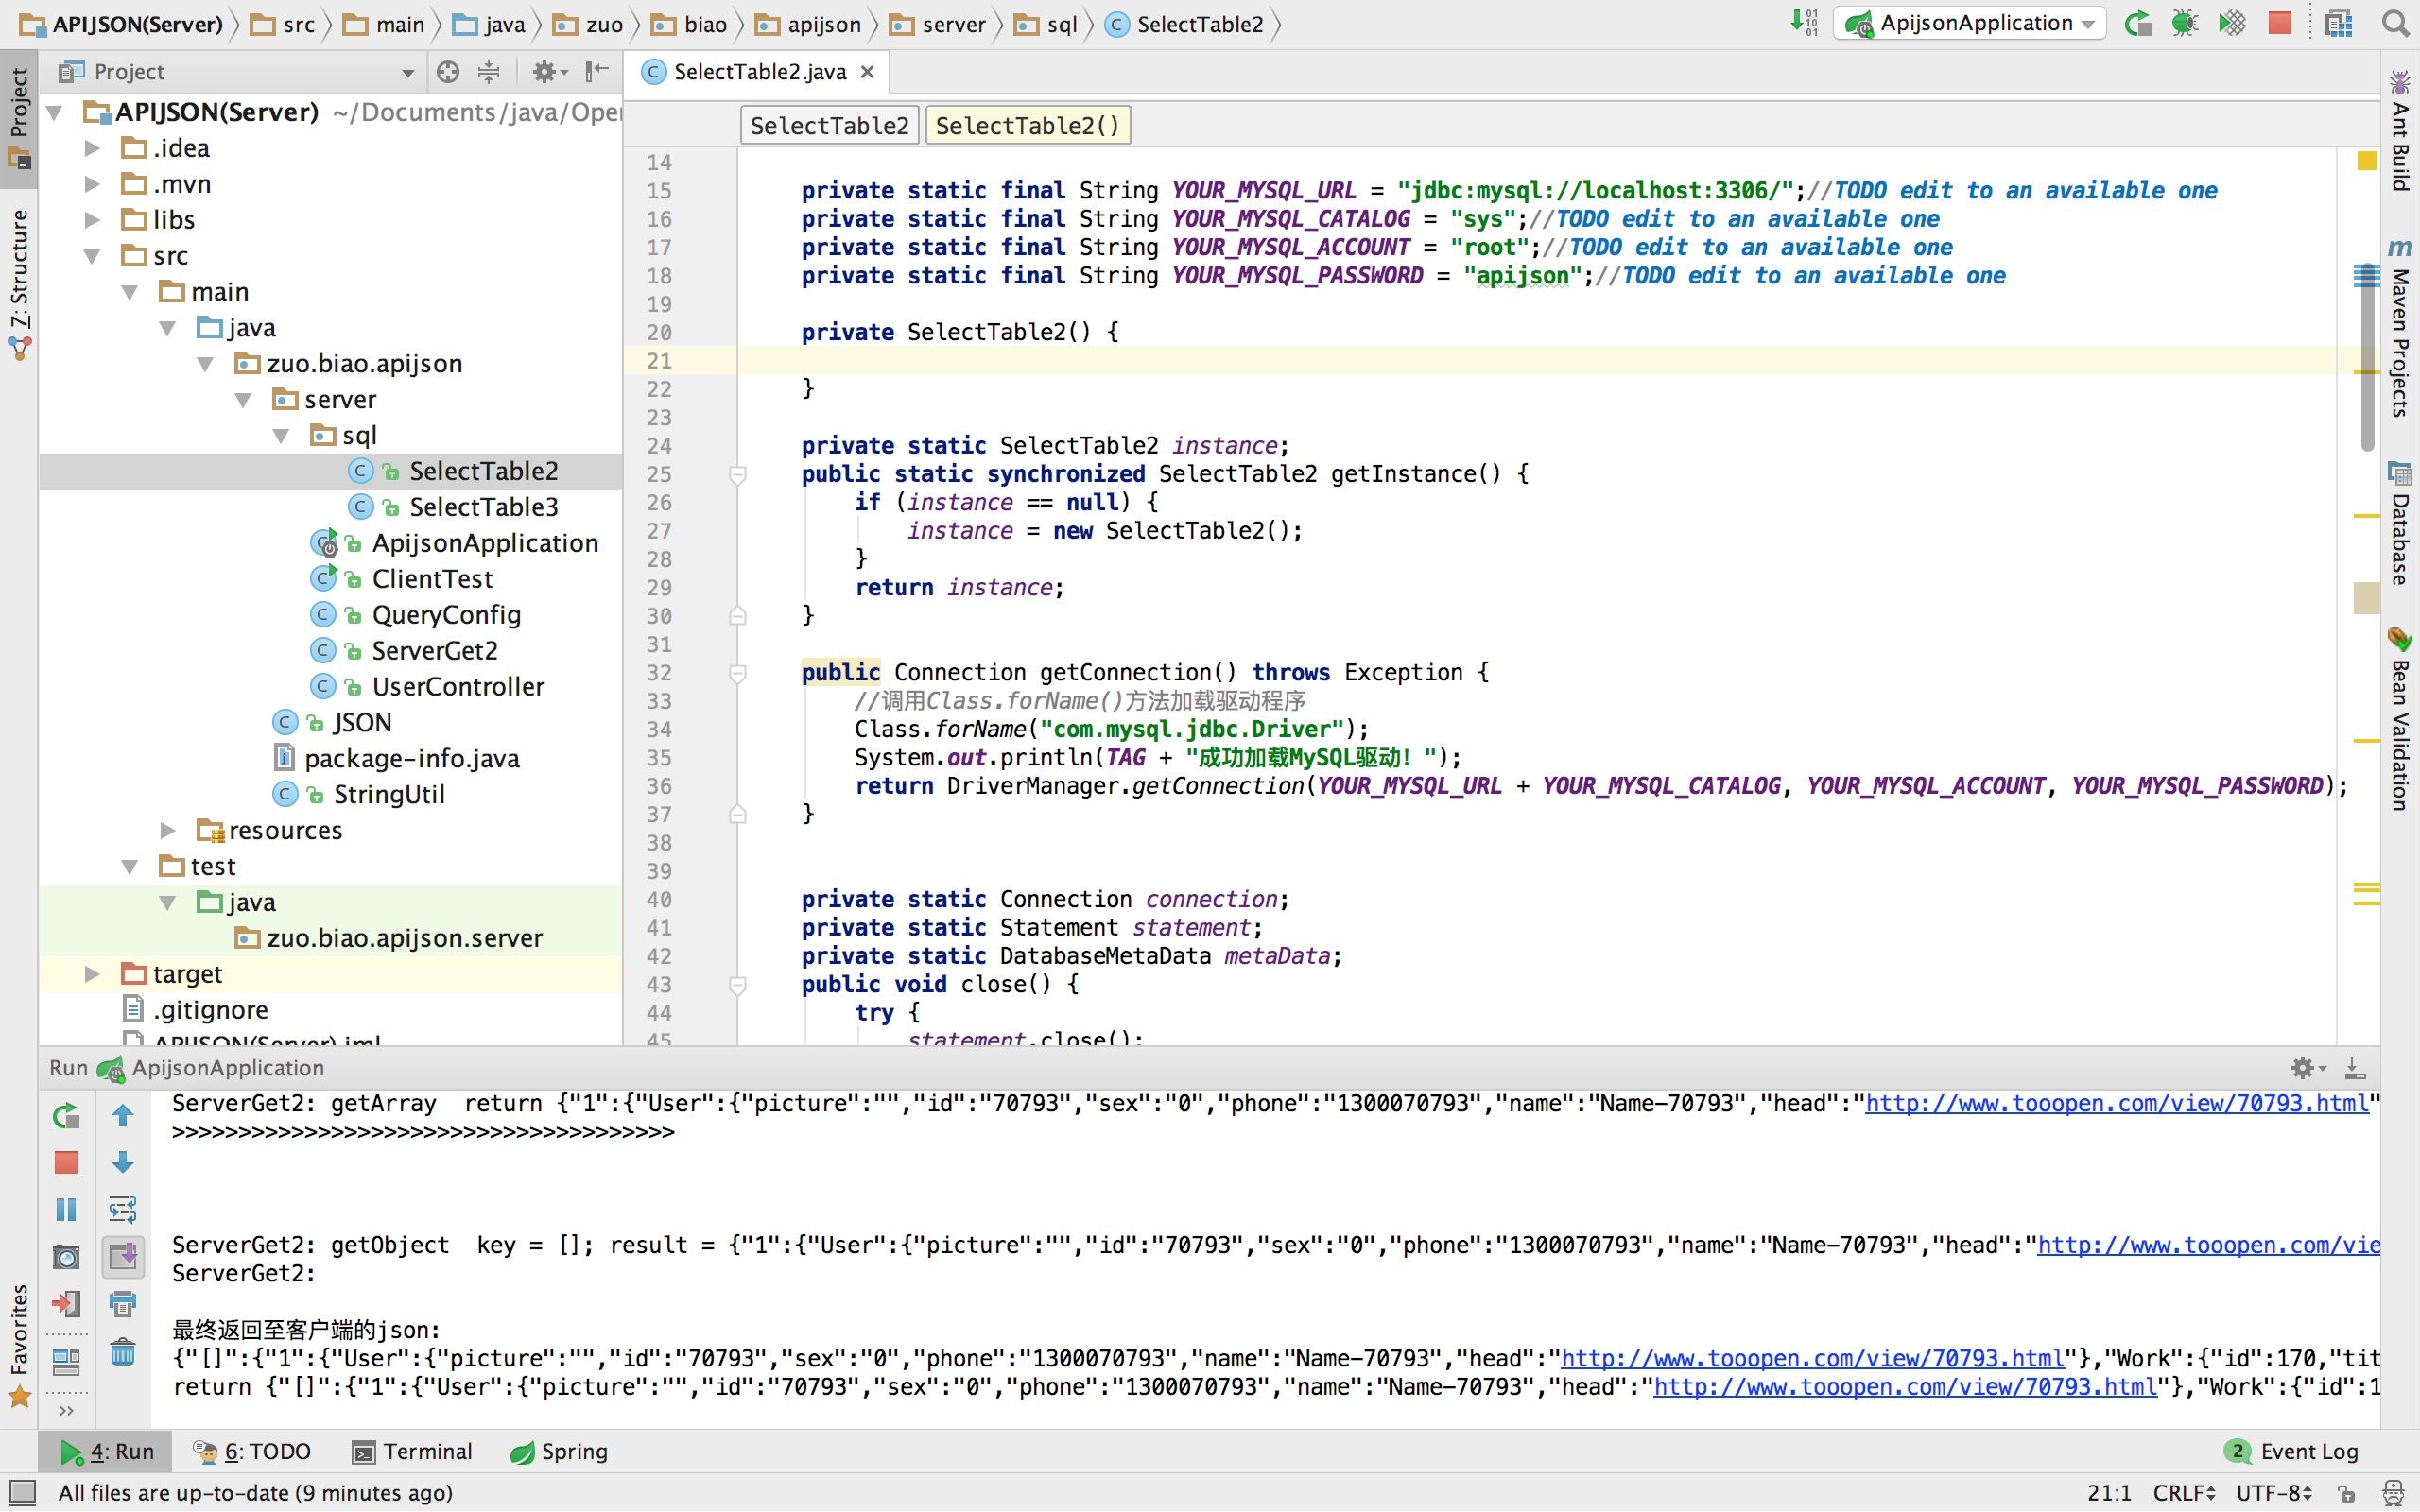 APIJSON(Server) src main java zuo biao apijson server sql SelectTable2
ApijsonApplication
Project
SelectTable2.java
Project
Z: Structure
Favorites
APIJSON(Server) ~/Documents/java/Oper
.idea
.mvn
libs
src
main
java
zuo.biao.apijson
server
sql
SelectTable2
SelectTable3
ApijsonApplication
ClientTest
QueryConfig
ServerGet2
UserController
JSON
package-info.java
StringUtil
resources
test
java
zuo.biao.apijson.server
target
.gitignore
APIJSON(Server).iml
SelectTable2 SelectTable2()
14
15 private static final String YOUR_MYSQL_URL = "jdbc:mysql://localhost:3306/";//TODO edit to an available one
16 private static final String YOUR_MYSQL_CATALOG = "sys";//TODO edit to an available one
17 private static final String YOUR_MYSQL_ACCOUNT = "root";//TODO edit to an available one
18 private static final String YOUR_MYSQL_PASSWORD = "apijson";//TODO edit to an available one
19
20 private SelectTable2() {
21
22 }
23
24 private static SelectTable2 instance;
25 public static synchronized SelectTable2 getInstance() {
26 if (instance == null) {
27 instance = new SelectTable2();
28 }
29 return instance;
30 }
31
32 public Connection getConnection() throws Exception {
33 //调用Class.forName()方法加载驱动程序
34 Class.forName("com.mysql.jdbc.Driver");
35 System.out.println(TAG + "成功加载MySQL驱动！");
36 return DriverManager.getConnection(YOUR_MYSQL_URL + YOUR_MYSQL_CATALOG, YOUR_MYSQL_ACCOUNT, YOUR_MYSQL_PASSWORD);
37 }
38
39
40 private static Connection connection;
41 private static Statement statement;
42 private static DatabaseMetaData metaData;
43 public void close() {
44 try {
45 statement.close();
Ant Build
m Maven Projects
Database
Bean Validation
Run ApijsonApplication
ServerGet2: getArray return {"1":{"User":{"picture":"","id":"70793","sex":"0","phone":"1300070793","name":"Name-70793","head":"http://www.tooopen.com/view/70793.html"
>>>>>>>>>>>>>>>>>>>>>>>>>>>>>>>>>>>>>>
ServerGet2: getObject key = []; result = {"1":{"User":{"picture":"","id":"70793","sex":"0","phone":"1300070793","name":"Name-70793","head":"http://www.tooopen.com/vie
ServerGet2:
最终返回至客户端的json:
{"[]":{"1":{"User":{"picture":"","id":"70793","sex":"0","phone":"1300070793","name":"Name-70793","head":"http://www.tooopen.com/view/70793.html"},"Work":{"id":170,"tit
return {"[]":{"1":{"User":{"picture":"","id":"70793","sex":"0","phone":"1300070793","name":"Name-70793","head":"http://www.tooopen.com/view/70793.html"},"Work":{"id":1
4: Run 6: TODO Terminal Spring 2 Event Log
All files are up-to-date (9 minutes ago) 21:1 CRLF UTF-8